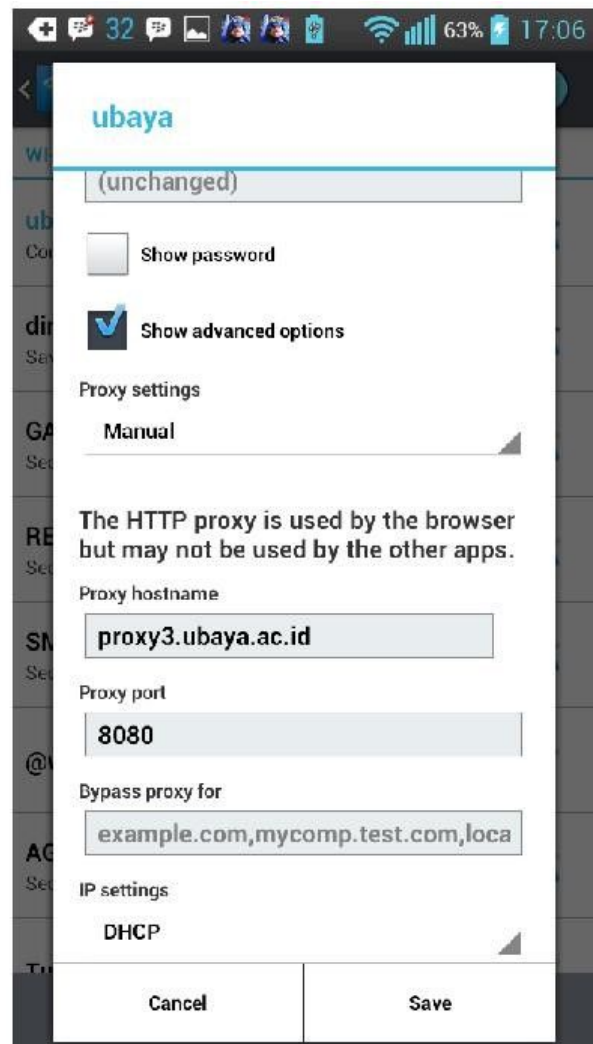 32 63% 17:06
ubaya
(unchanged)
Show password
Show advanced options
Proxy settings
Manual
The HTTP proxy is used by the browser
but may not be used by the other apps.
Proxy hostname
proxy3.ubaya.ac.id
Proxy port
8080
Bypass proxy for
example.com,mycomp.test.com,loca
IP settings
DHCP
Cancel Save